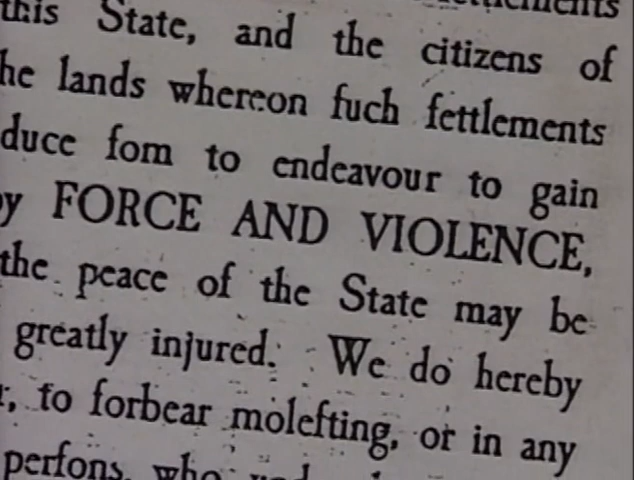 this State, and the citizens of
he lands whereon fuch fettlements
duce fom to endeavour to gain
y FORCE AND VIOLENCE,
the peace of the State may be
greatly injured. We do hereby
, to forbear molefting, or in any
perfons, who